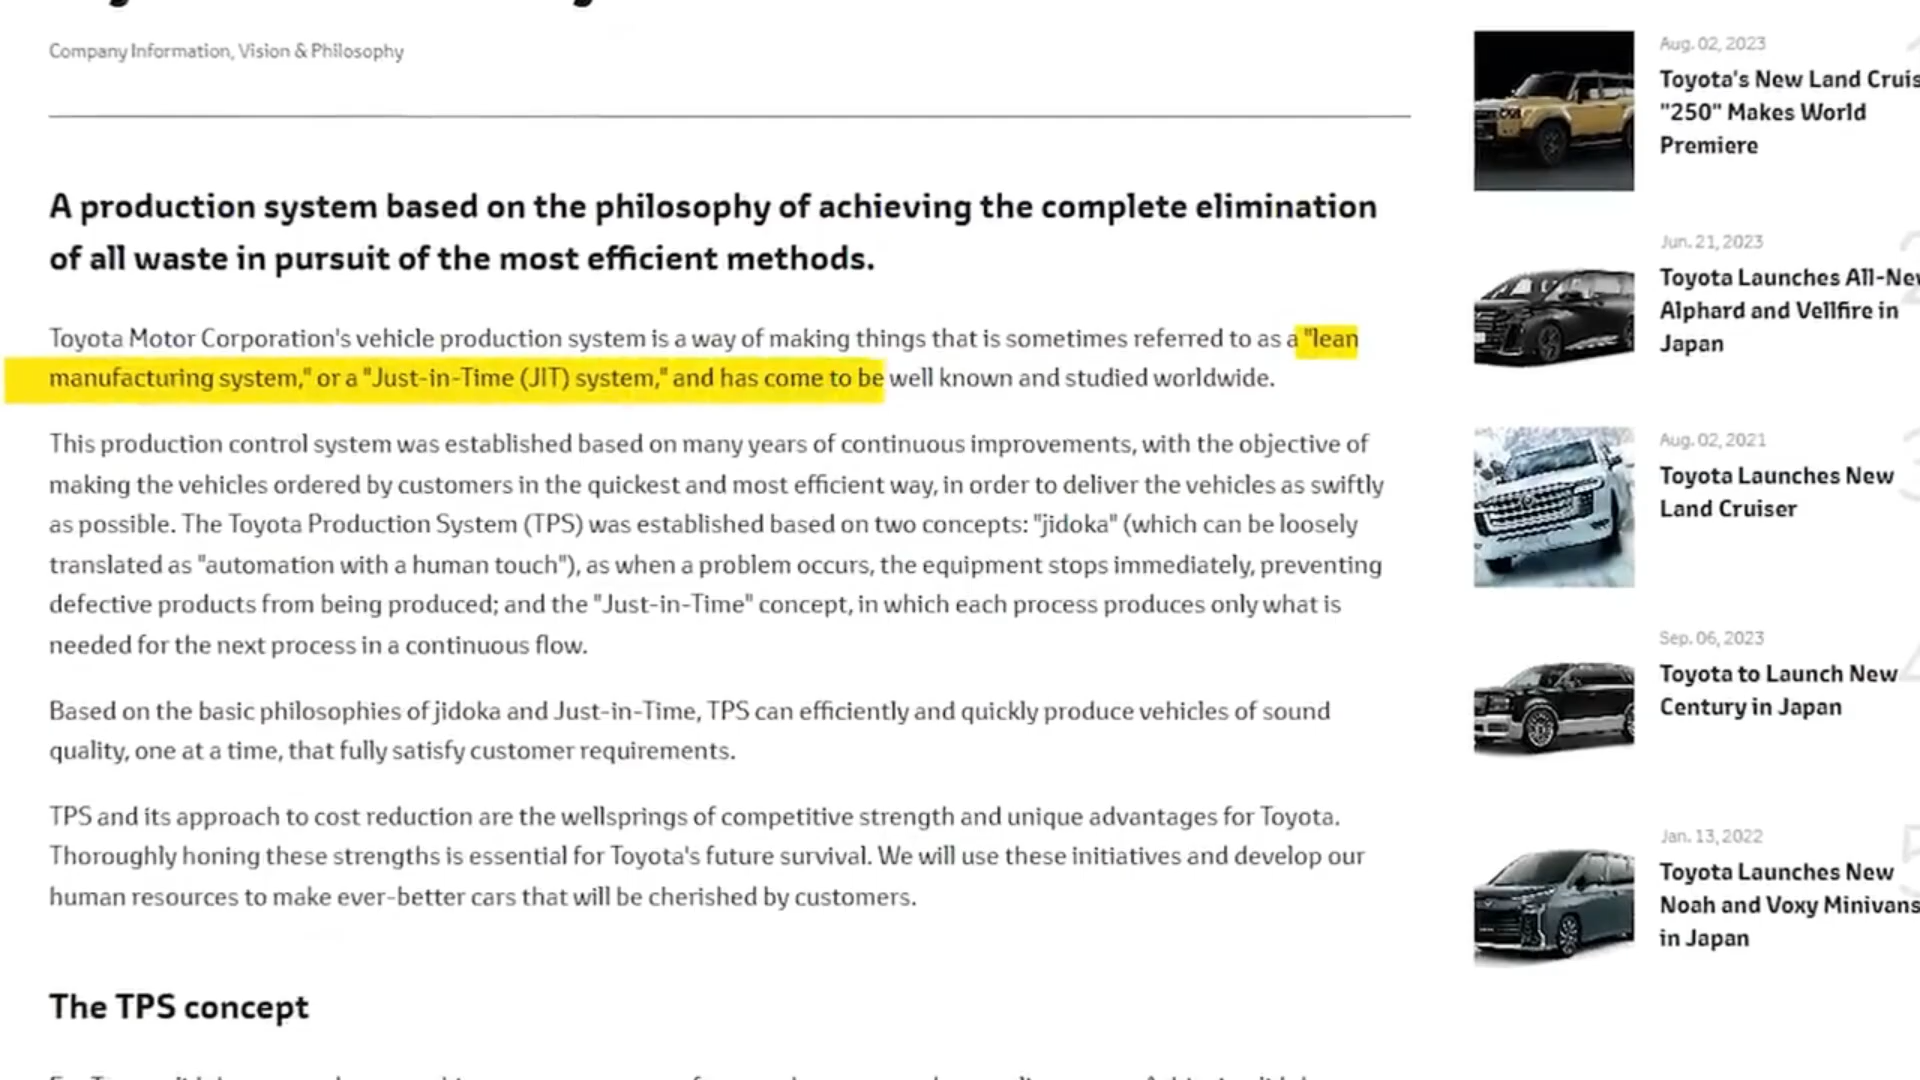 Company Information, Vision & Philosophy
A production system based on the philosophy of achieving the complete elimination
of all waste in pursuit of the most efficient methods.
Toyota Motor Corporation's vehicle production system is a way of making things that is sometimes referred to as a "lean
manufacturing system," or a "Just-in-Time (JIT) system," and has come to be well known and studied worldwide.
This production control system was established based on many years of continuous improvements, with the objective of
making the vehicles ordered by customers in the quickest and most efficient way, in order to deliver the vehicles as swiftly
as possible. The Toyota Production System (TPS) was established based on two concepts: "jidoka" (which can be loosely
translated as "automation with a human touch"), as when a problem occurs, the equipment stops immediately, preventing
defective products from being produced; and the "Just-in-Time" concept, in which each process produces only what is
needed for the next process in a continuous flow.
Based on the basic philosophies of jidoka and Just-in-Time, TPS can efficiently and quickly produce vehicles of sound
quality, one at a time, that fully satisfy customer requirements.
TPS and its approach to cost reduction are the wellsprings of competitive strength and unique advantages for Toyota.
Thoroughly honing these strengths is essential for Toyota's future survival. We will use these initiatives and develop our
human resources to make ever-better cars that will be cherished by customers.
The TPS concept
Aug. 02, 2023
Toyota's New Land Cruis
"250" Makes World
Premiere
Jun. 21, 2023
Toyota Launches All-New
Alphard and Vellfire in
Japan
Aug. 02, 2021
Toyota Launches New
Land Cruiser
Sep. 06, 2023
Toyota to Launch New
Century in Japan
Jan. 13, 2022
Toyota Launches New
Noah and Voxy Minivans
in Japan